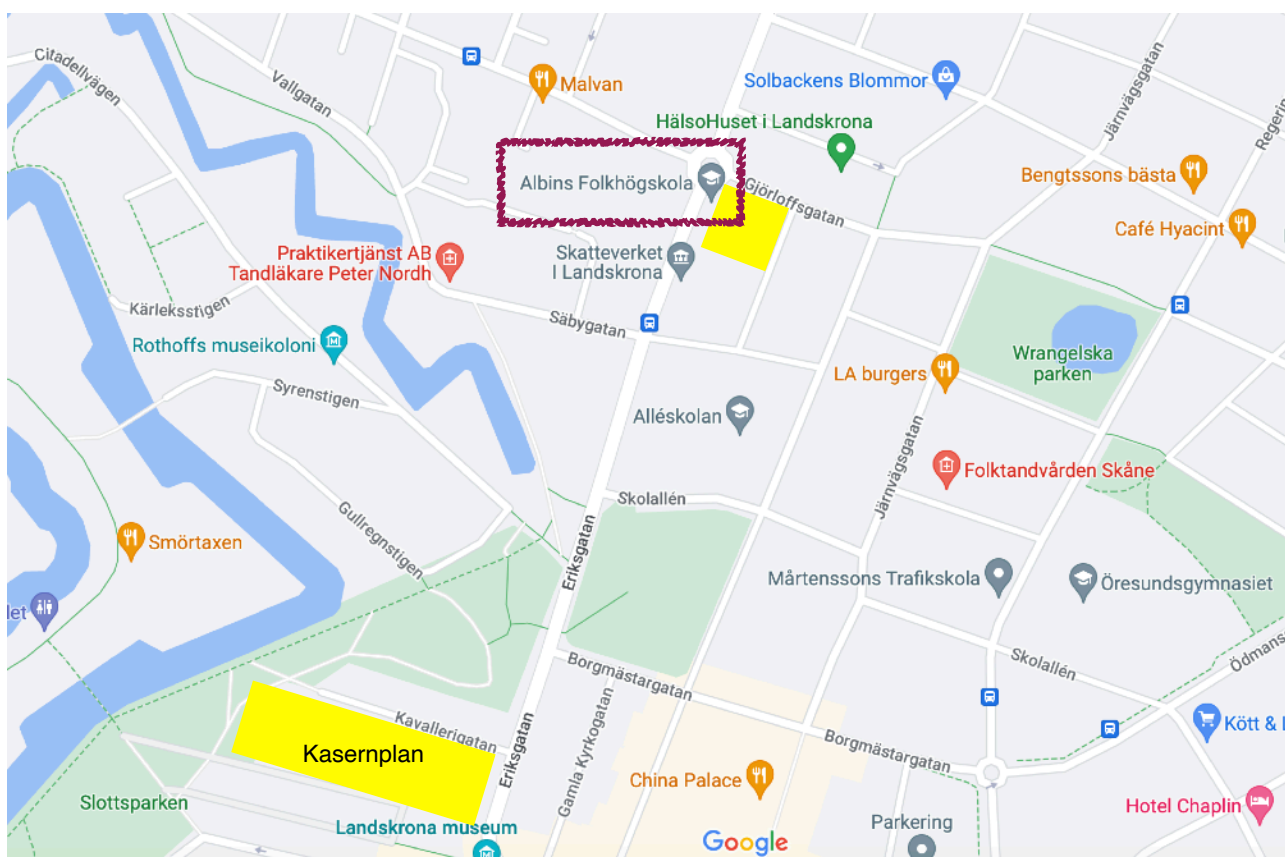 Citadellvägen
Vallgatan
Malvan
Solbackens Blommor
Järnvägsgatan
HälsoHuset i Landskrona
Albins Folkhögskola
Gjörloffsgatan
Bengtssons bästa
Café Hyacint
Praktikertjänst AB
Tandläkare Peter Nordh
Skatteverket
I Landskrona
Kärleksstigen
Säbygatan
Rothoffs museikoloni
Wrangelska
parken
LA burgers
Syrenstigen
Alléskolan
Folktandvården Skåne
Skolallén
Järnvägsgatan
Gullregnstigen
Smörtaxen
Eriksgatan
Mårtenssons Trafikskola
Öresundsgymnasiet
Skolallén
Borgmästargatan
Kavallerigatan
Kasernplan
Eriksgatan
Gamla Kyrkogatan
Borgmästargatan
Kött &
China Palace
Slottsparken
Hotel Chaplin
Landskrona museum
Google
Parkering